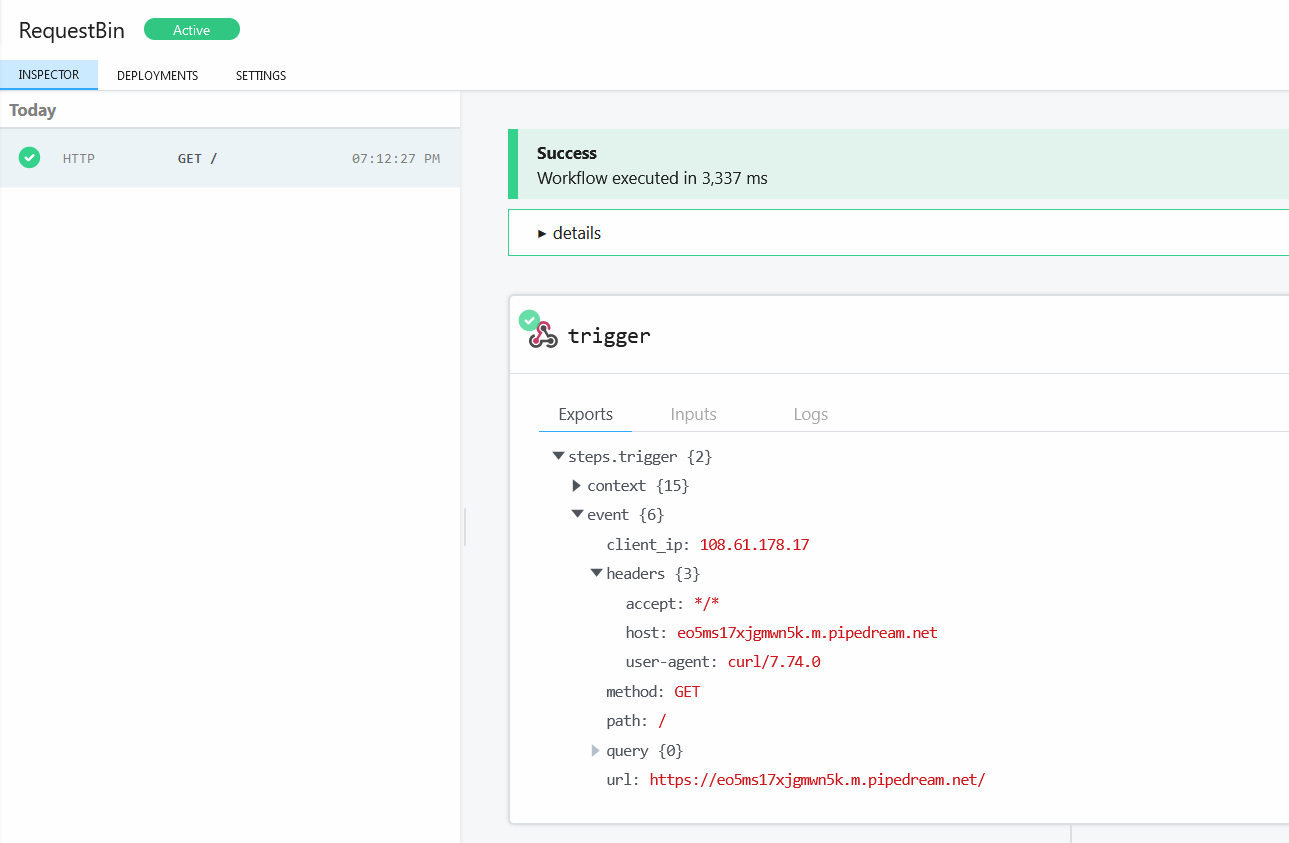 RequestBin Active
INSPECTOR DEPLOYMENTS SETTINGS
Today
HTTP GET / 07:12:27 PM
Success
Workflow executed in 3,337 ms
details
trigger
Exports Inputs Logs
steps.trigger {2}
context {15}
event {6}
client_ip: 108.61.178.17
headers {3}
accept: */*
host: eo5ms17xjgmwn5k.m.pipedream.net
user-agent: curl/7.74.0
method: GET
path: /
query {0}
url: https://eo5ms17xjgmwn5k.m.pipedream.net/